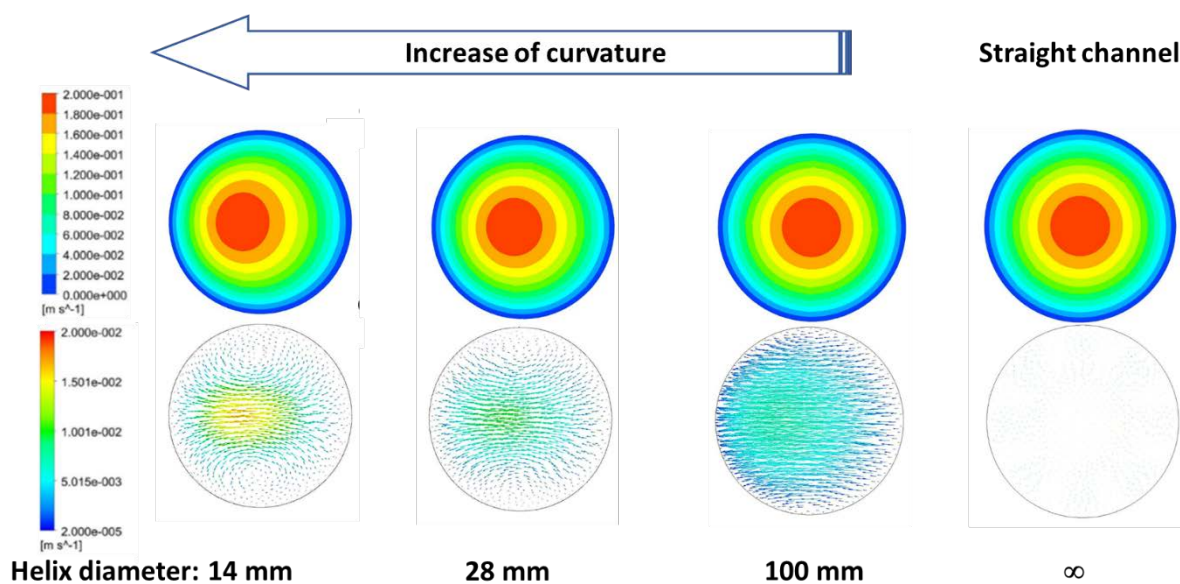 Increase of curvature
Straight channel
2.000e-001
1.800e-001
1.600e-001
1.400e-001
1.200e-001
1.000e-001
8.000e-002
6.000e-002
4.000e-002
2.000e-002
0.000e+000
[m s^-1]
2.000e-002
1.501e-002
1.001e-002
5.015e-003
2.000e-005
[m s^-1]
Helix diameter: 14 mm 28 mm 100 mm ∞